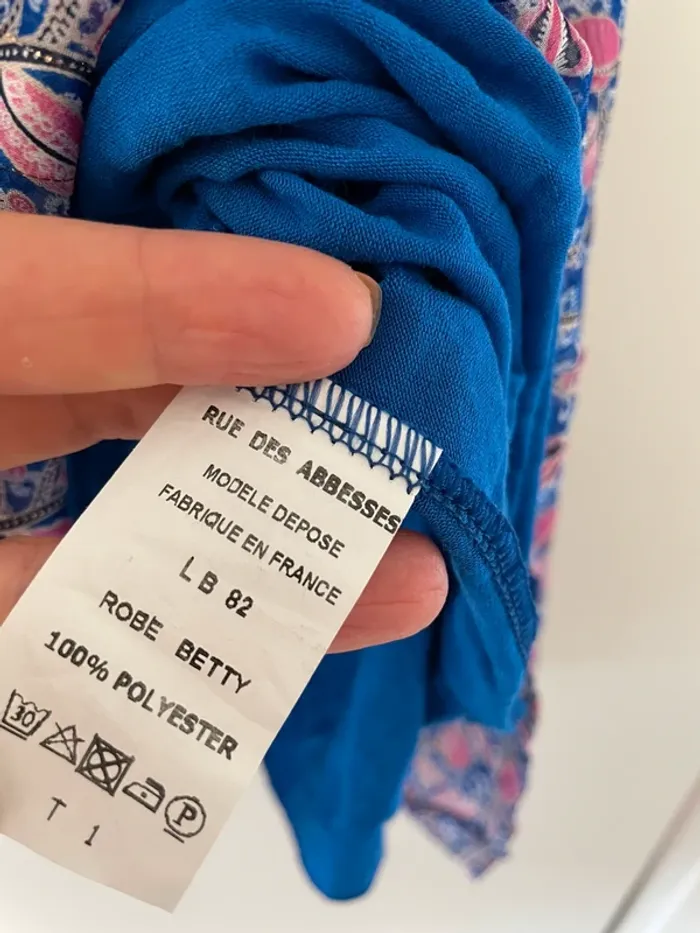 RUE DES ABBESSES
MODELE DEPOSE
FABRIQUE EN FRANCE
L B 82
ROBE BETTY
100% POLYESTER
30 P
T 1